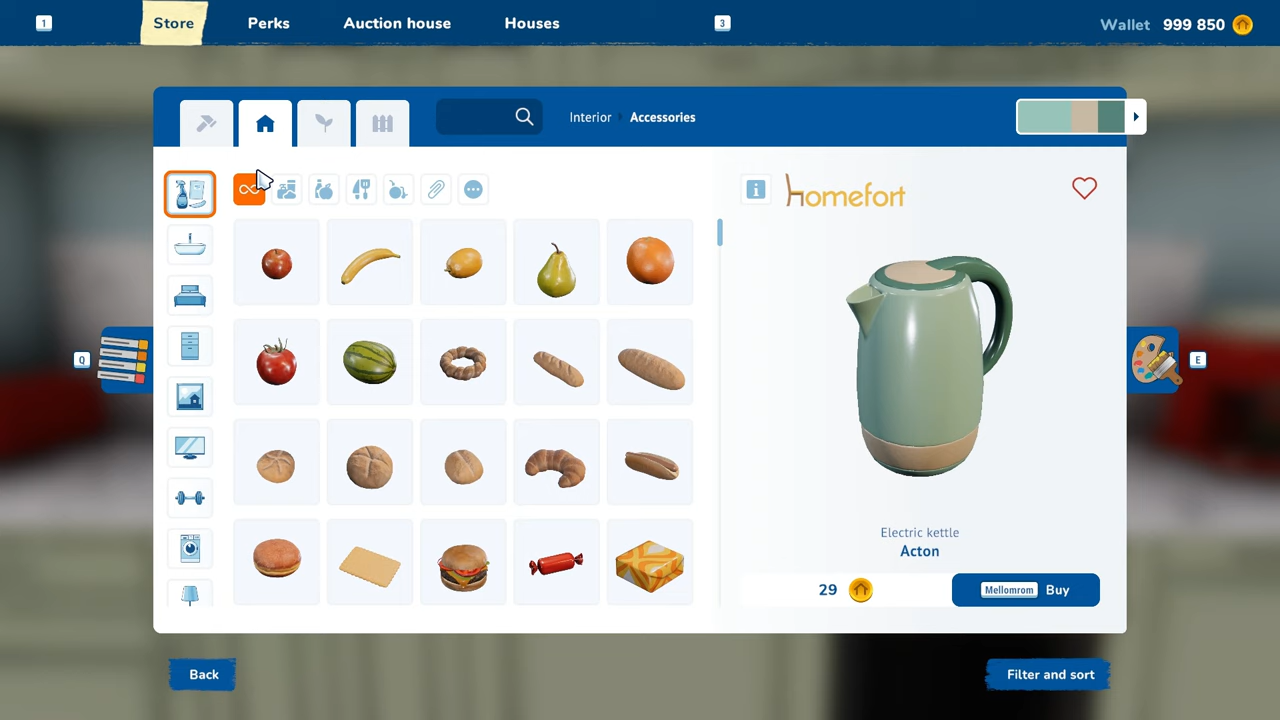 1
Store
Perks
Auction house
Houses
3
Wallet 999 850
Interior
Accessories
homefort
Q
E
Electric kettle
Acton
29
Mellomrom Buy
Back
Filter and sort